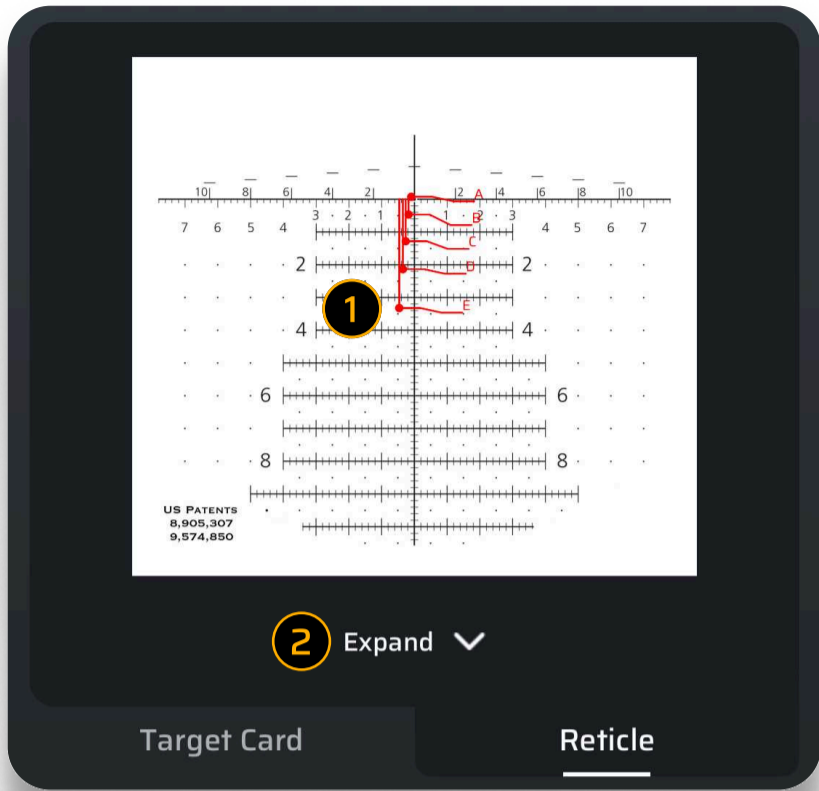 10| 8| 6| 4| 2| |2 |4 |6 |8 |10
A
3 2 1 1 2 3
B
7 6 5 4 4 5 6 7
C
2 2
D
E
1
4 4
6 6
8 8
US PATENTS
8,905,307
9,574,850
2 Expand
Target Card Reticle